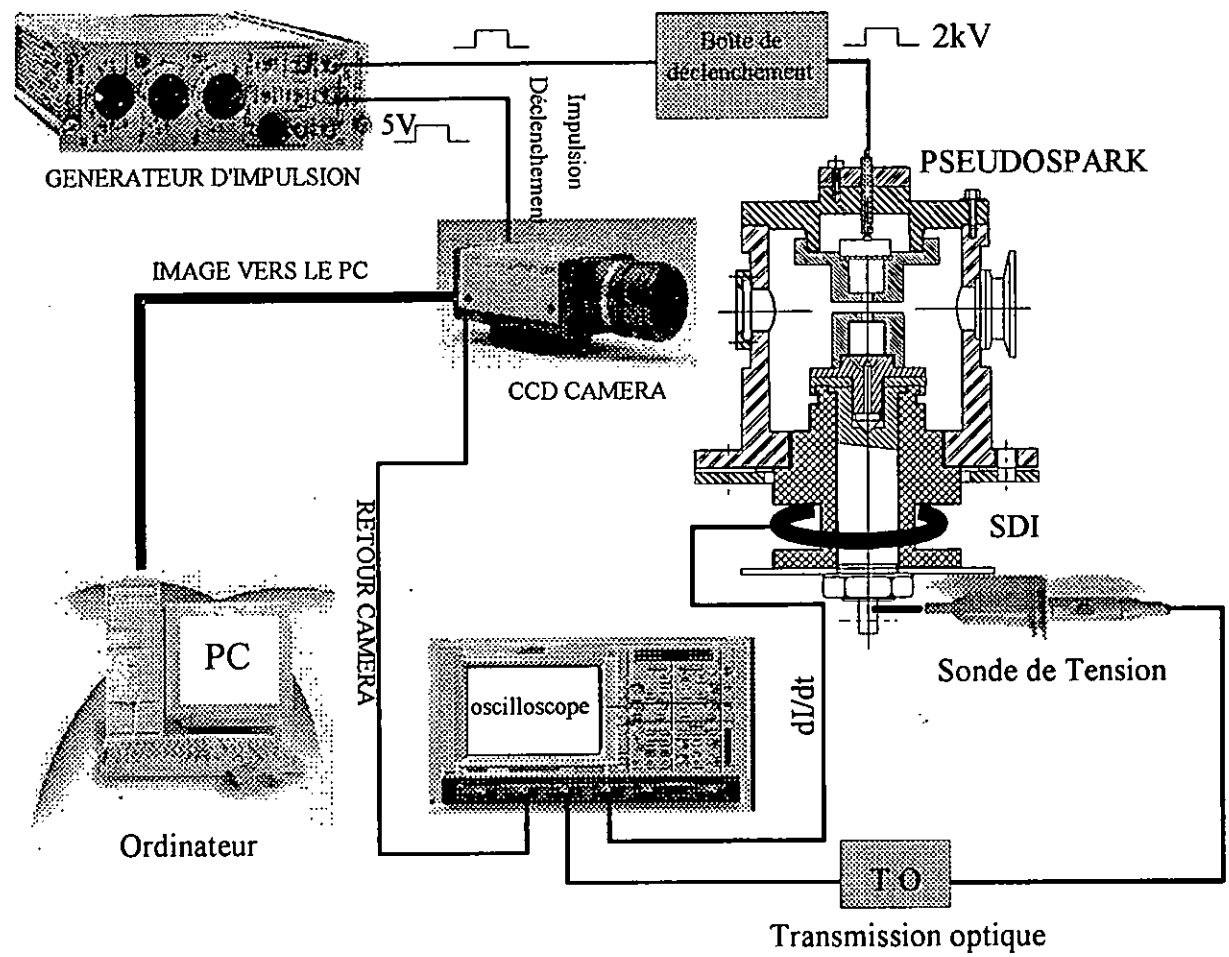 Boîte de
déclenchement
2kV
5V
Impulsion
Déclenchement
GENERATEUR D'IMPULSION
PSEUDOSPARK
IMAGE VERS LE PC
CCD CAMERA
RETOUR CAMERA
SDI
PC
oscilloscope
dI/dt
Sonde de Tension
Ordinateur
T O
Transmission optique